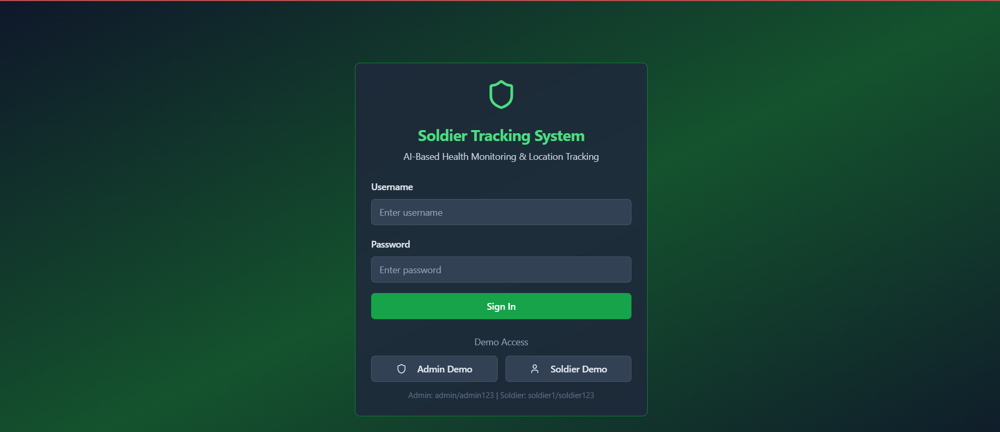 Soldier Tracking System
AI-Based Health Monitoring & Location Tracking
Username
Enter username
Password
Enter password
Sign In
Demo Access
Admin Demo
Soldier Demo
Admin: admin/admin123 | Soldier: soldier1/soldier123